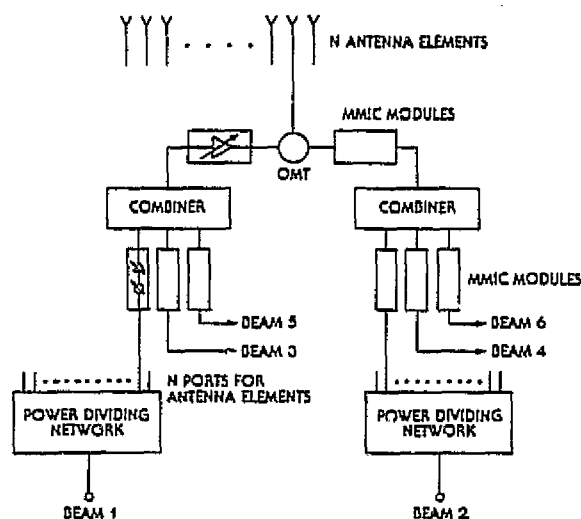 N ANTENNA ELEMENTS
MMIC MODULES
OMT
COMBINER
COMBINER
MMIC MODULES
BEAM 5
BEAM 6
BEAM 3
BEAM 4
N PORTS FOR
ANTENNA ELEMENTS
POWER DIVIDING
NETWORK
POWER DIVIDING
NETWORK
BEAM 1
BEAM 2